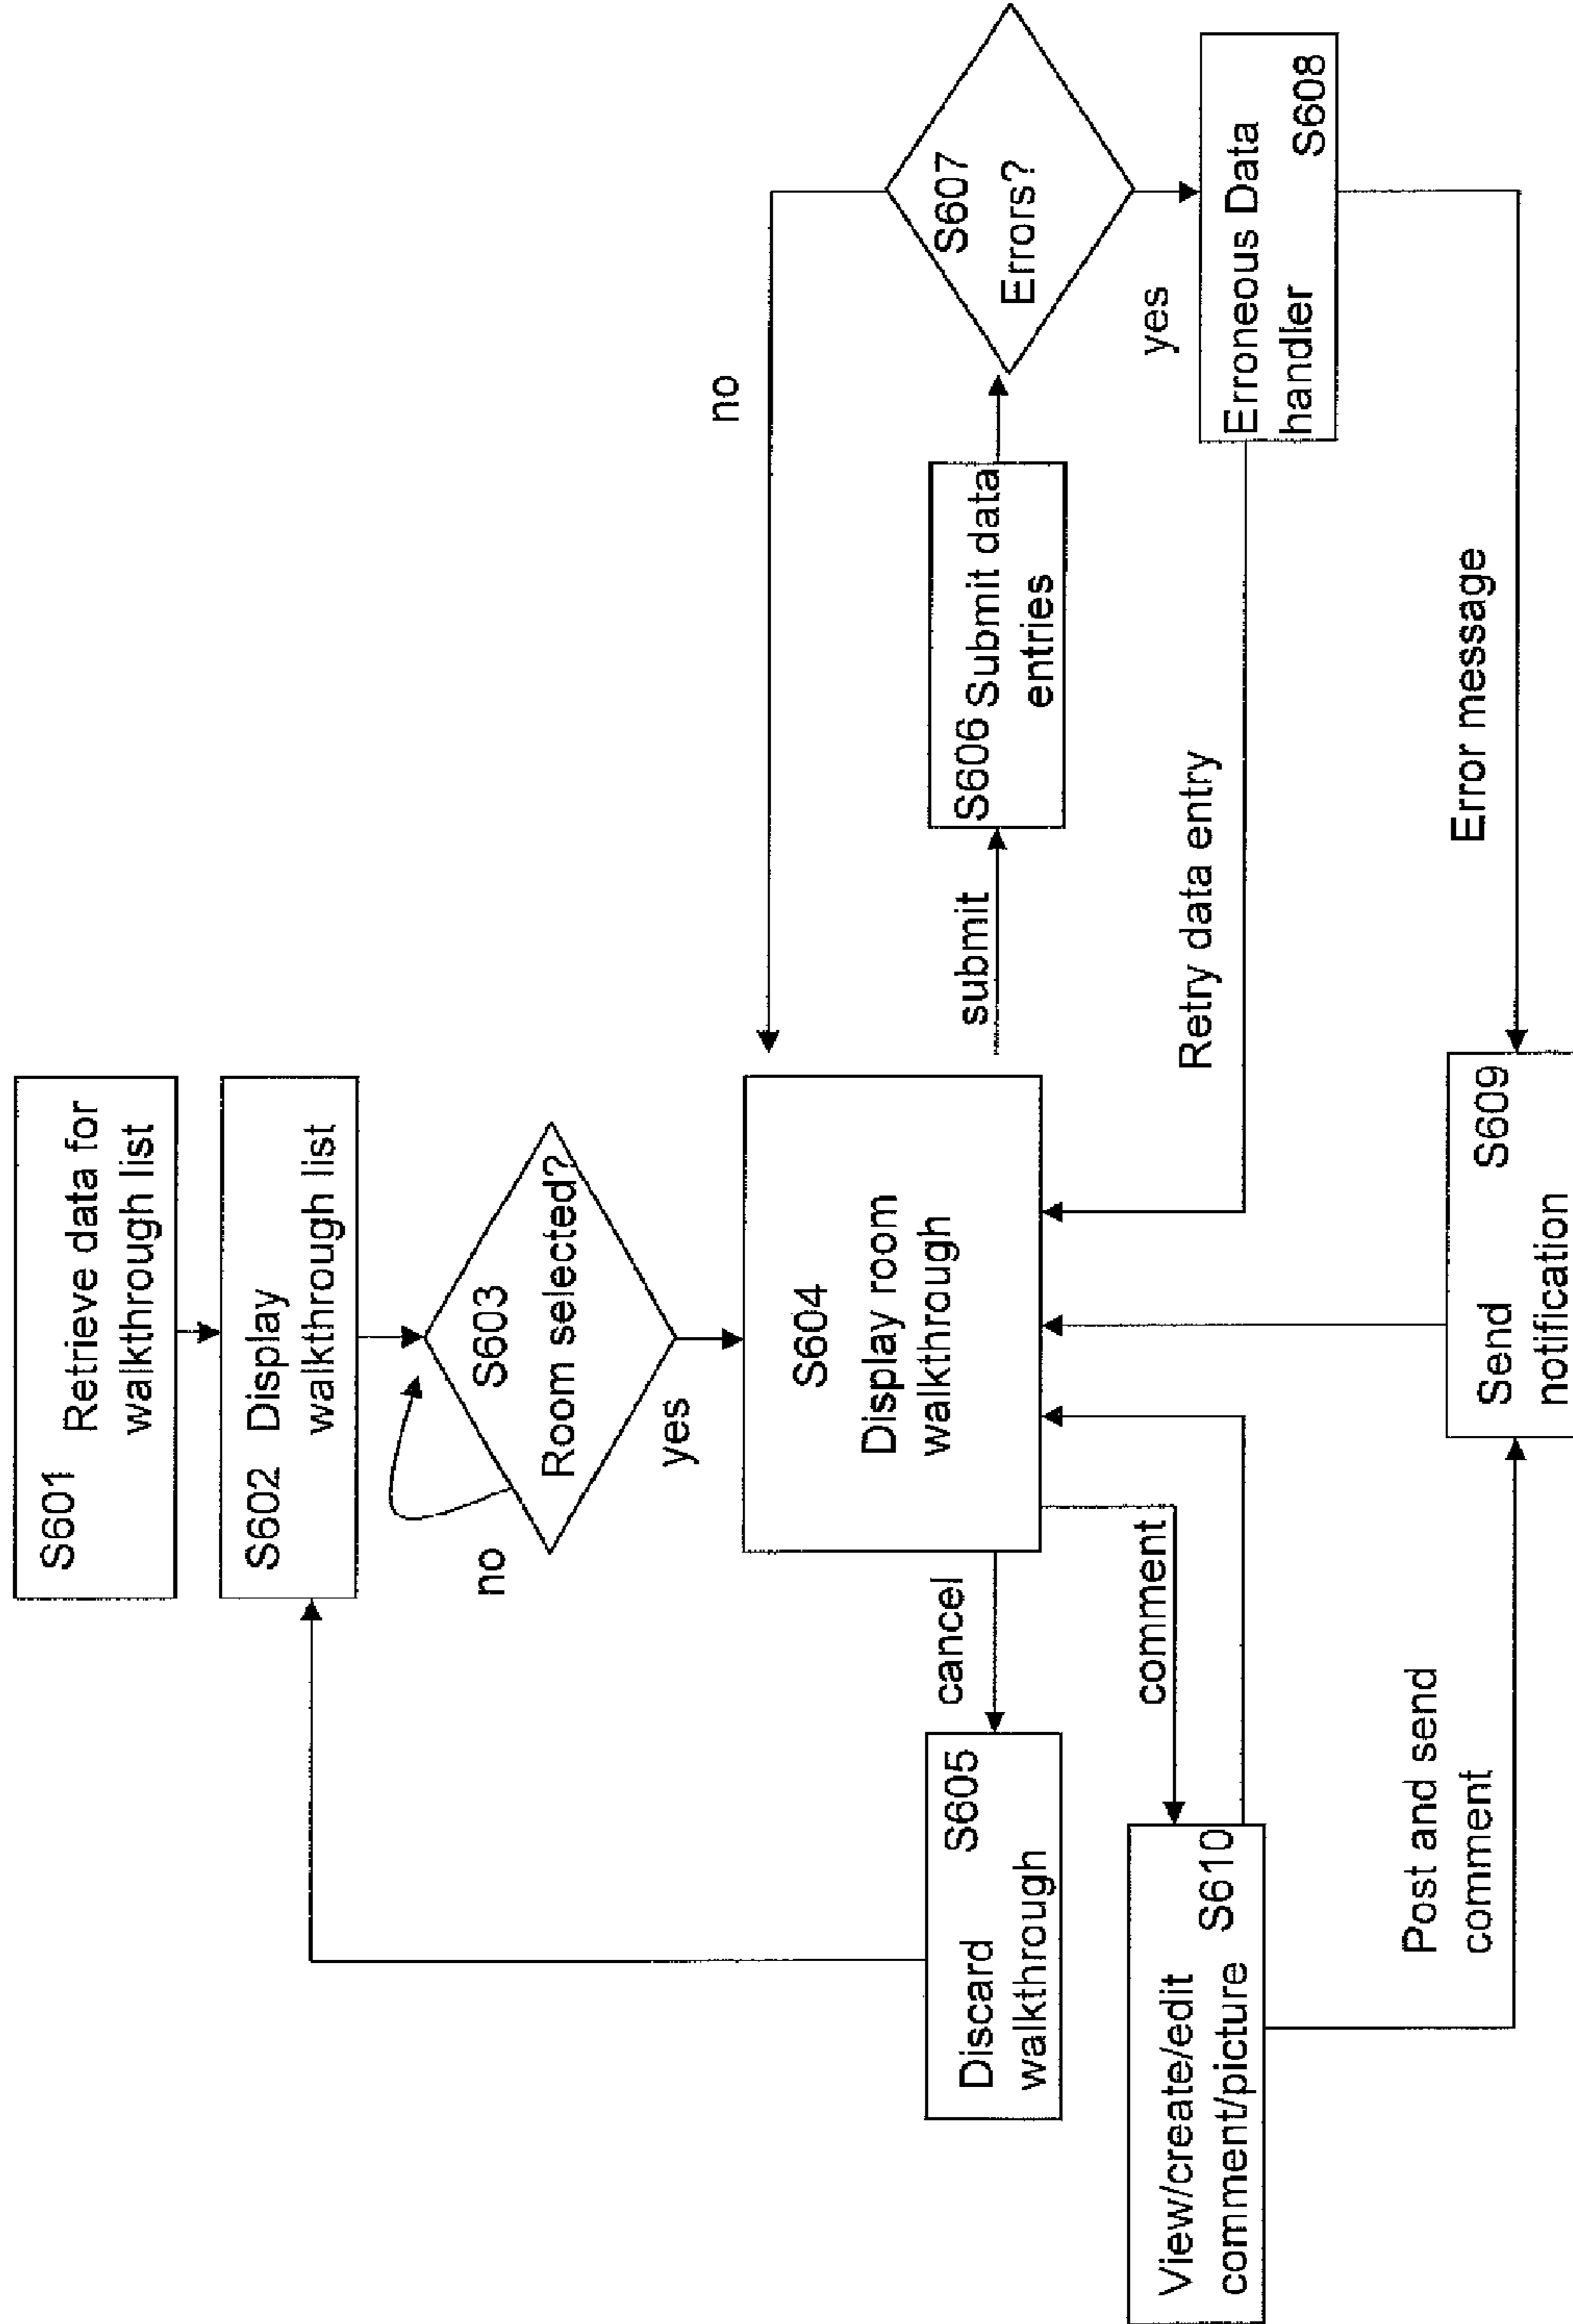 S601
Retrieve data for
walkthrough list
S602 Display
walkthrough list
S603
Room selected?
no
yes
S604
Display room
walkthrough
cancel
Discard S605
walkthrough
comment
View/create/edit
comment/picture S610
Post and send
comment
submit
S606 Submit data
entries
S607
Errors?
no
yes
Erroneous Data
handler S608
Retry data entry
Error message
Send S609
notification